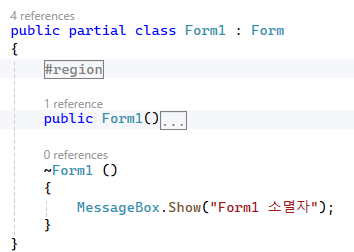 4 references
public partial class Form1 : Form
{
#region
1 reference
public Form1()...
0 references
~Form1 ()
{
MessageBox.Show("Form1 소멸자");
}
}